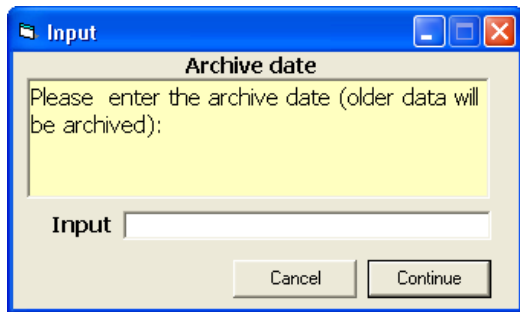 Input
Archive date
Please enter the archive date (older data will
be archived):
Input
Cancel Continue